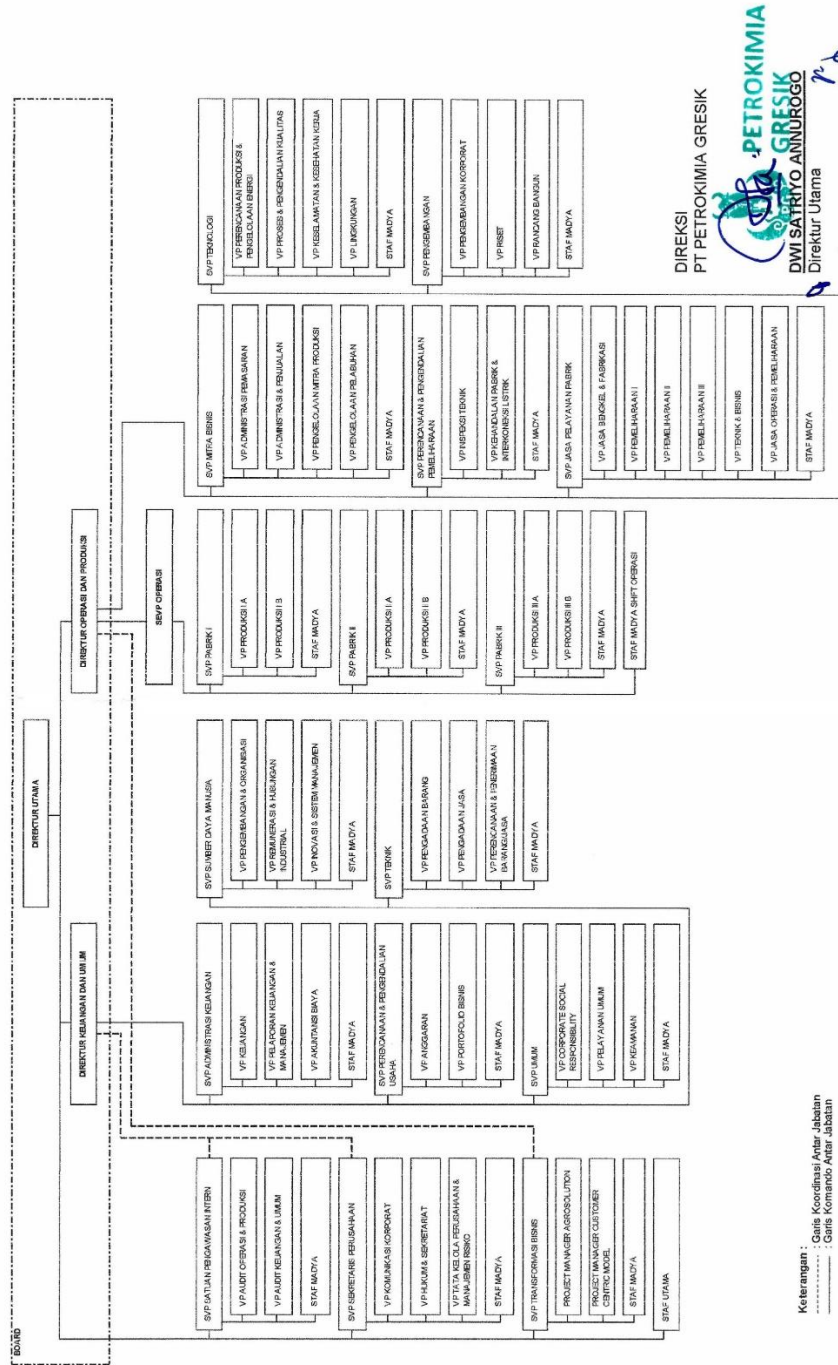 BOARD
DIREKTUR UTAMA
DIREKTUR KEUANGAN DAN UMUM
DIREKTUR OPERASI DAN PRODUKSI
SEVP OPERASI
SVP SATUAN PENGAWASAN INTERN
VP AUDIT OPERASI & PRODUKSI
VP AUDIT KEUANGAN & UMUM
STAF MADYA
SVP SEKRETARIS PERUSAHAAN
VP KOMUNIKASI KORPORAT
VP HUKUM & SEKRETARIAT
VP TATA KELOLA PERUSAHAAN &
MANAJEMEN RISIKO
STAF MADYA
SVP TRANSFORMASI BISNIS
PROJECT MANAGER AGROSOLUTION
PROJECT MANAGER CUSTOMER
CENTRIC MODEL
STAF MADYA
STAF UTAMA
SVP ADMINISTRASI KEUANGAN
VP KEUANGAN
VP PELAPORAN KEUANGAN &
MANAJEMEN
VP AKUNTANSI BIAYA
STAF MADYA
SVP PERENCANAAN & PENGENDALIAN
USAHA
VP ANGGARAN
VP PORTOFOLIO BISNIS
STAF MADYA
SVP UMUM
VP CORPORATE SOCIAL
RESPONSIBILITY
VP PELAYANAN UMUM
VP KEAMANAN
STAF MADYA
SVP SUMBER DAYA MANUSIA
VP PENGEMBANGAN & ORGANISASI
VP REMUNERASI & HUBUNGAN
INDUSTRIAL
VP INOVASI & SISTEM MANAJEMEN
STAF MADYA
SVP TEKNIK
VP PENGADAAN BARANG
VP PENGADAAN JASA
VP PERENCANAAN & PENERIMAAN
BARANG/JASA
STAF MADYA
SVP PABRIK I
VP PRODUKSI I A
VP PRODUKSI I B
STAF MADYA
SVP PABRIK II
VP PRODUKSI II A
VP PRODUKSI II B
STAF MADYA
SVP PABRIK III
VP PRODUKSI III A
VP PRODUKSI III B
STAF MADYA
STAF MADYA SHIFT OPERASI
SVP MITRA BISNIS
VP ADMINISTRASI PEMASARAN
VP ADMINISTRASI & PENJUALAN
VP PENGELOLAAN MITRA PRODUKSI
VP PENGELOLAAN PELABUHAN
STAF MADYA
SVP PERENCANAAN & PENGENDALIAN
PEMELIHARAAN
VP INSPEKSI TEKNIK
VP KEHANDALAN PABRIK &
INTERKONEKSI LISTRIK
STAF MADYA
SVP JASA PELAYANAN PABRIK
VP JASA BENGKEL & FABRIKASI
VP PEMELIHARAAN I
VP PEMELIHARAAN II
VP PEMELIHARAAN III
VP TEKNIK & BISNIS
VP JASA OPERASI & PEMELIHARAAN
STAF MADYA
SVP TEKNOLOGI
VP PERENCANAAN PRODUKSI &
PENGELOLAAN ENERGI
VP PROSES & PENGENDALIAN KUALITAS
VP KESELAMATAN & KESEHATAN KERJA
VP LINGKUNGAN
STAF MADYA
SVP PENGEMBANGAN
VP PENGEMBANGAN KORPORAT
VP RISET
VP RANCANG BANGUN
STAF MADYA
Keterangan :
: Garis Koordinasi Antar Jabatan
: Garis Komando Antar Jabatan
DIREKSI
PT PETROKIMIA GRESIK
PETROKIMIA
GRESIK
DWI SATRIYO ANNUROGO
Direktur Utama